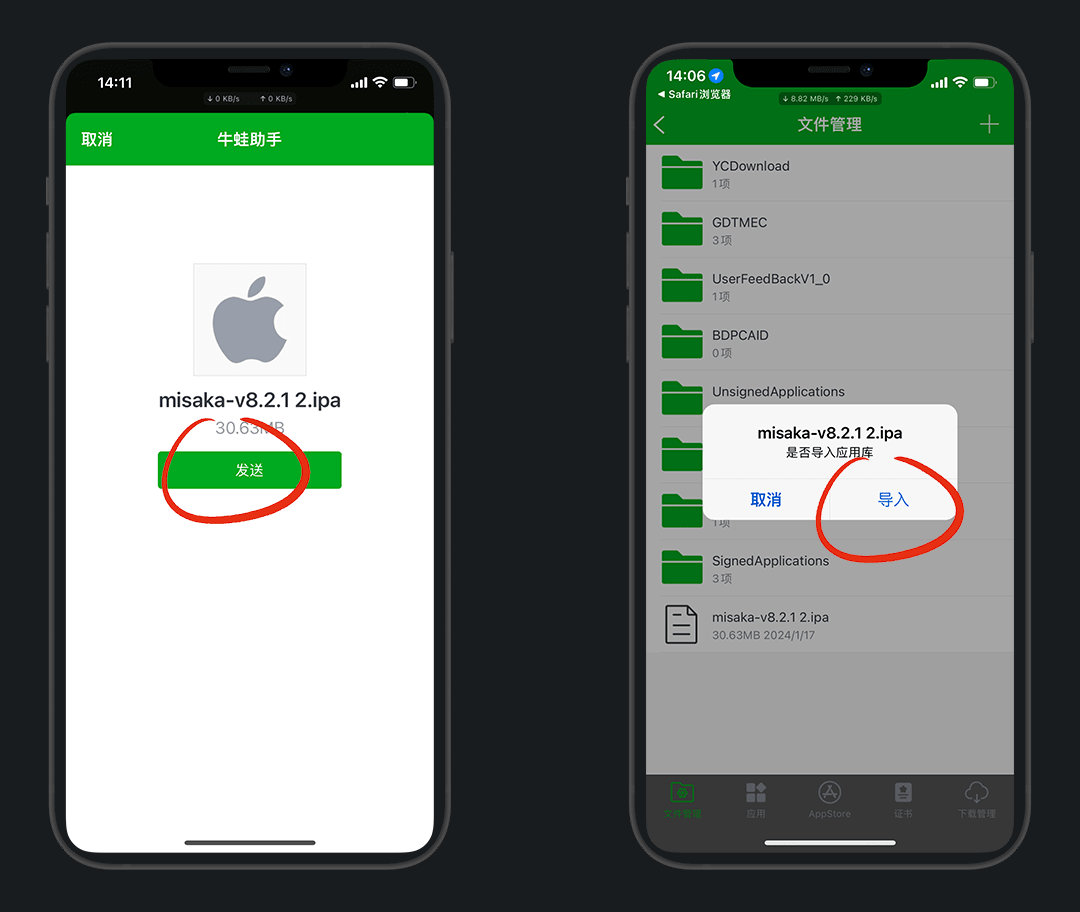 14:11
↓ 0 KB/s ↑ 0 KB/s
取消
牛蛙助手
misaka-v8.2.1 2.ipa
30.63MB
发送
14:06
◀ Safari浏览器
↓ 8.82 MB/s ↑ 229 KB/s
文件管理
YCDownload
1项
GDTMEC
3项
UserFeedBackV1_0
1项
BDPCAID
0项
UnsignedApplications
misaka-v8.2.1 2.ipa
是否导入应用库
取消
导入
1项
SignedApplications
3项
misaka-v8.2.1 2.ipa
30.63MB 2024/1/17
文件管理
应用
AppStore
证书
下载管理